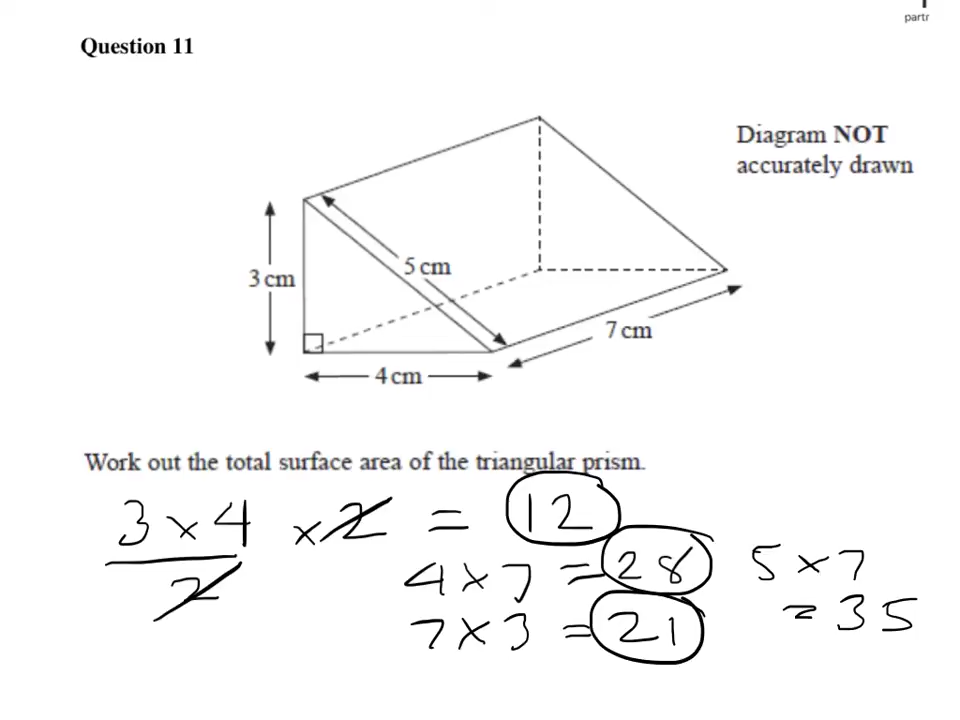 partr
Question 11
Diagram NOT
accurately drawn
3 cm
5 cm
7 cm
4 cm
Work out the total surface area of the triangular prism.
3 × 4 × 2 = 12
2
4 × 7 = 28
7 × 3 = 21
5 × 7
= 35